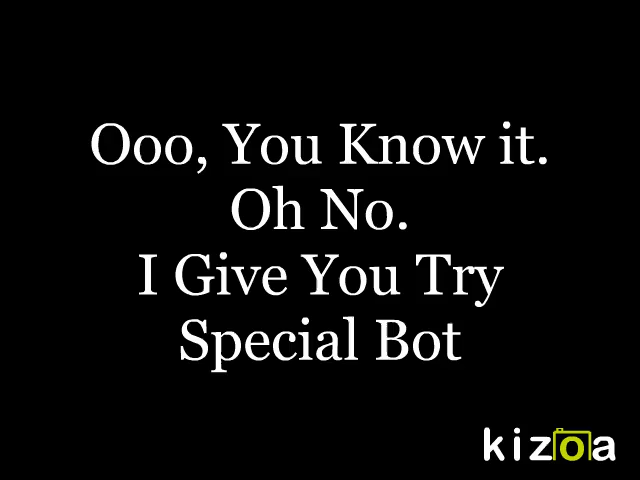 Ooo, You Know it.
Oh No.
I Give You Try
Special Bot
kizoa